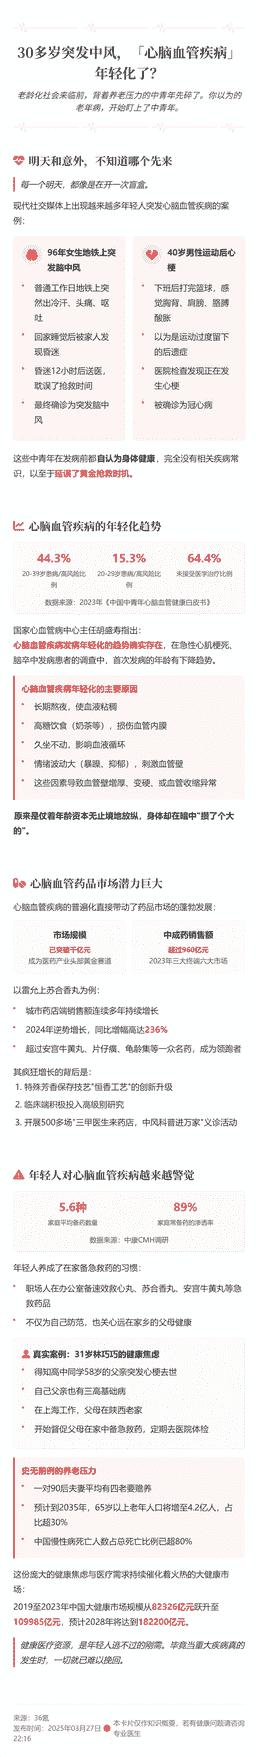 30多岁突发中风，「心脑血管疾病」
年轻化了？
老龄化社会来临前，背着养老压力的中青年先碎了。你以为的
老年病，开始盯上了中青年。
明天和意外，不知道哪个先来
每一个明天，都像是在开一次盲盒。
现代社交媒体上出现越来越多年轻人突发心脑血管疾病的案
例：
96年女生地铁上突
发脑中风
普通工作日地铁上突
然出冷汗、头痛、呕
吐
回家睡觉后被家人发
现昏迷
昏迷12小时后送医，
耽误了抢救时间
最终确诊为突发脑中
风
40岁男性运动后心
梗
下班后打完篮球，感
觉胸背、肩膀、胳膊
酸胀
以为是运动过度留下
的后遗症
医院检查发现正在发
生心梗
被确诊为冠心病
这些中青年在发病前都自认为身体健康，完全没有相关疾病常
识，以至于延误了黄金抢救时机。
心脑血管疾病的年轻化趋势
44.3%
20-39岁患病/高风险比
例
15.3%
20-29岁患病/高风险比
例
64.4%
未接受医学治疗比例
数据来源：2023年《中国中青年心脑血管健康白皮书》
国家心血管病中心主任胡盛寿指出：
心脑血管疾病发病年轻化的趋势确实存在，在急性心肌梗死、
脑卒中发病患者的调查中，首次发病的年龄有下降趋势。
心脑血管疾病年轻化的主要原因
长期熬夜，使血液粘稠
高糖饮食（奶茶等），损伤血管内膜
久坐不动，影响血液循环
情绪波动大（暴躁、抑郁），刺激血管壁
这些因素导致血管壁增厚、变硬、或血管收缩异常
原来是仗着年龄资本无止境地放纵，身体却在暗中"攒了个大
的"。
心脑血管药品市场潜力巨大
心脑血管疾病的普遍化直接带动了药品市场的蓬勃发展：
市场规模
已突破千亿元
成为医药产业头部黄金赛道
中成药销售额
超过960亿元
2023年三大终端六大市场
以雷允上苏合香丸为例：
城市药店端销售额连续多年持续增长
2024年逆势增长，同比增幅高达236%
超过安宫牛黄丸、片仔癀、龟龄集等一众名药，成为领跑者
其疯狂增长的背后是：
1. 特殊芳香保存技艺"恒香工艺"的创新升级
2. 临床端积极投入高级别研究
3. 开展500多场"三甲医生来药店，中风科普进万家"义诊活动
年轻人对心脑血管疾病越来越警觉
5.6种
家庭平均备药数量
89%
家庭常备药的渗透率
数据来源：中康CMH调研
年轻人养成了在家备急救药的习惯：
职场人在办公室备速效救心丸、苏合香丸、安宫牛黄丸等急
救药品
不仅为自己防范，也关心远在家乡的父母健康
真实案例：31岁林巧巧的健康焦虑
得知高中同学58岁的父亲突发心梗去世
自己父亲也有三高基础病
在上海工作，父母在陕西老家
开始督促父母在家中备急救药，定期去医院体检
史无前例的养老压力
一对90后夫妻平均有四老要赡养
预计到2035年，65岁以上老年人口将增至4.2亿人，占
比超30%
中国慢性病死亡人数占总死亡比例已超80%
这份庞大的健康焦虑与医疗需求持续催化着火热的大健康市
场：
2019至2023年中国大健康市场规模从82326亿元跃升至
109985亿元，预计2028年将达到182200亿元。
健康医疗资源，是年轻人逃不过的刚需。毕竟当重大疾病真的
发生时，一切就已难以挽回。
来源：36氪
发布时间：2025年03月27日
22:16
本卡片仅作知识概要，若有健康问题请咨询
专业医生